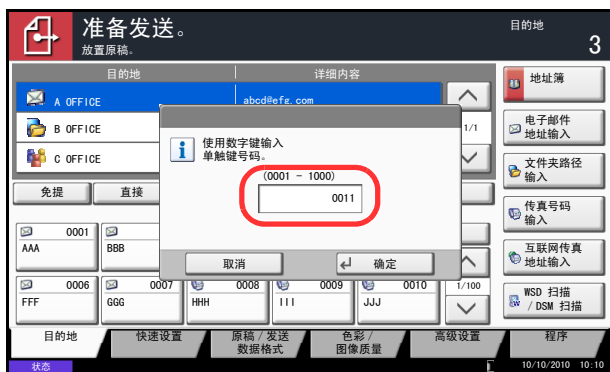 准备发送。
放置原稿。
目的地
3
目的地
详细内容
A OFFICE
abcd@efg.com
B OFFICE
C OFFICE
1/1
使用数字键输入
单触键号码。
(0001 - 1000)
0011
取消
确定
免提
直接
0001
AAA
BBB
0006
FFF
0007
GGG
0008
HHH
0009
III
0010
JJJ
1/100
地址簿
电子邮件
地址输入
文件夹路径
输入
传真号码
输入
互联网传真
地址输入
WSD 扫描
/DSM 扫描
目的地
快速设置
原稿/发送
数据格式
色彩/
图像质量
高级设置
程序
状态
10/10/2010 10:10